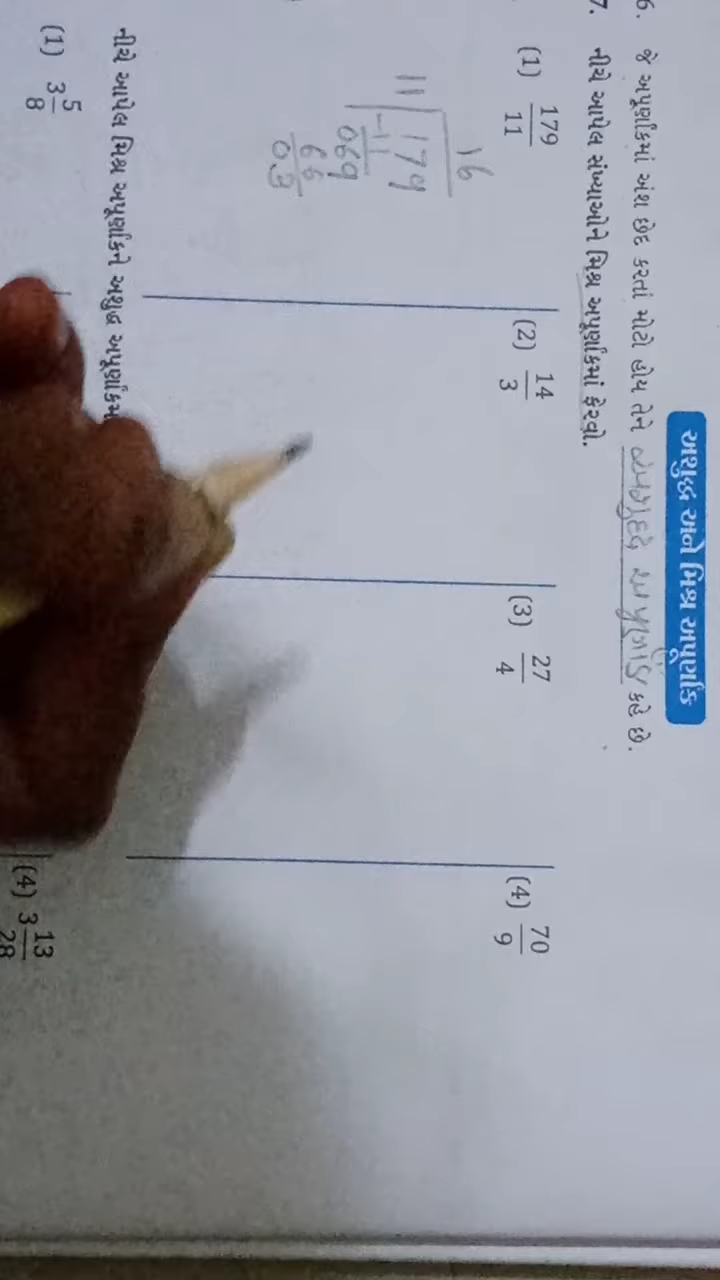 અશુદ્ધ અને મિશ્ર અપૂર્ણાંક
6. જે અપૂર્ણાંકમાં અંશ છેદ કરતાં મોટો હોય તેને અશુદ્ધ અપૂર્ણાંક કહે છે.
7. નીચે આપેલ સંખ્યાઓને મિશ્ર અપૂર્ણાંકમાં ફેરવો.
(1) 179/11 (2) 14/3 (3) 27/4 (4) 70/9
16
11 179
-11
069
66
03
નીચે આપેલ મિશ્ર અપૂર્ણાંકને અશુદ્ધ
(1) 3 5/8 (4) 3 13/28